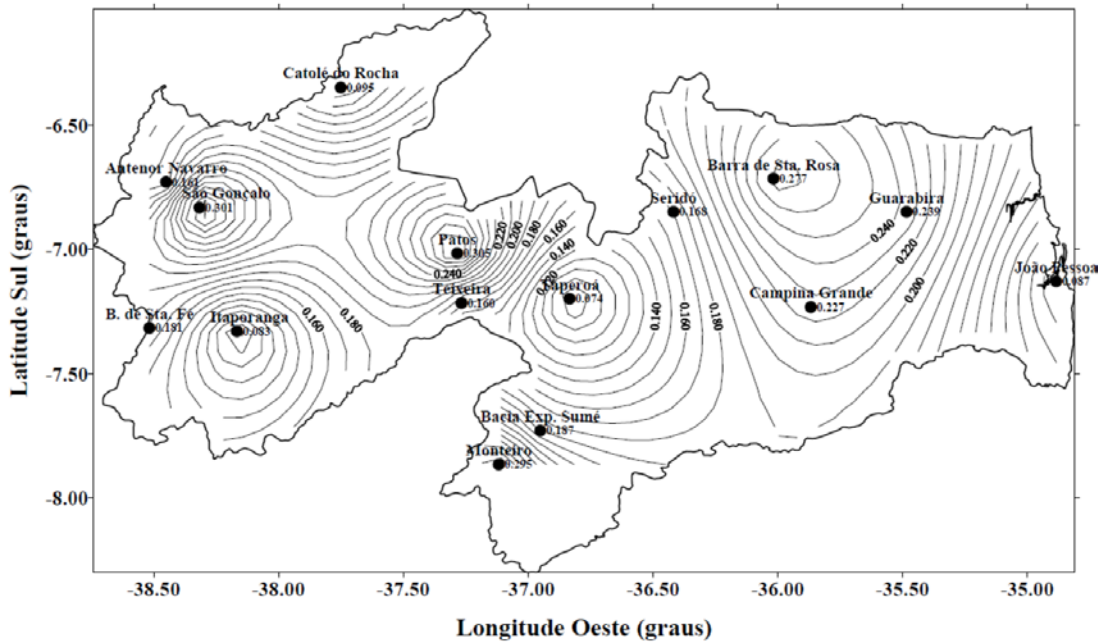 Catolé do Rocha
0.095
-6.50
Antenor Navarro
0.161
Barra de Sta. Rosa
0.277
São Gonçalo
0.301
Seridó
0.168
Guarabira
0.239
0.240
0.220
0.200
0.180
0.160
0.140
0.220
0.200
-7.00
Patos
0.305
João Pessoa
0.087
0.240
0.120
Taperoá
0.074
Teixeira
0.160
Campina Grande
0.227
B. de Sta. Fé
0.181
Itaporanga
0.083
0.160
0.180
0.140
0.160
0.180
-7.50
Bacia Exp. Sumé
0.187
Monteiro
0.295
-8.00
Latitude Sul (graus)
-38.50 -38.00 -37.50 -37.00 -36.50 -36.00 -35.50 -35.00
Longitude Oeste (graus)